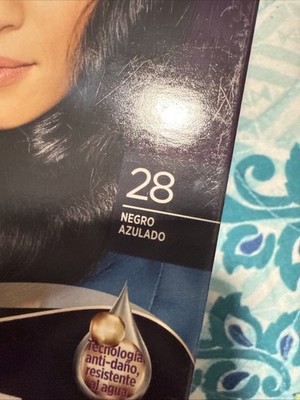 28
NEGRO
AZULADO
Tecnología
anti-daño,
resistente
al agua